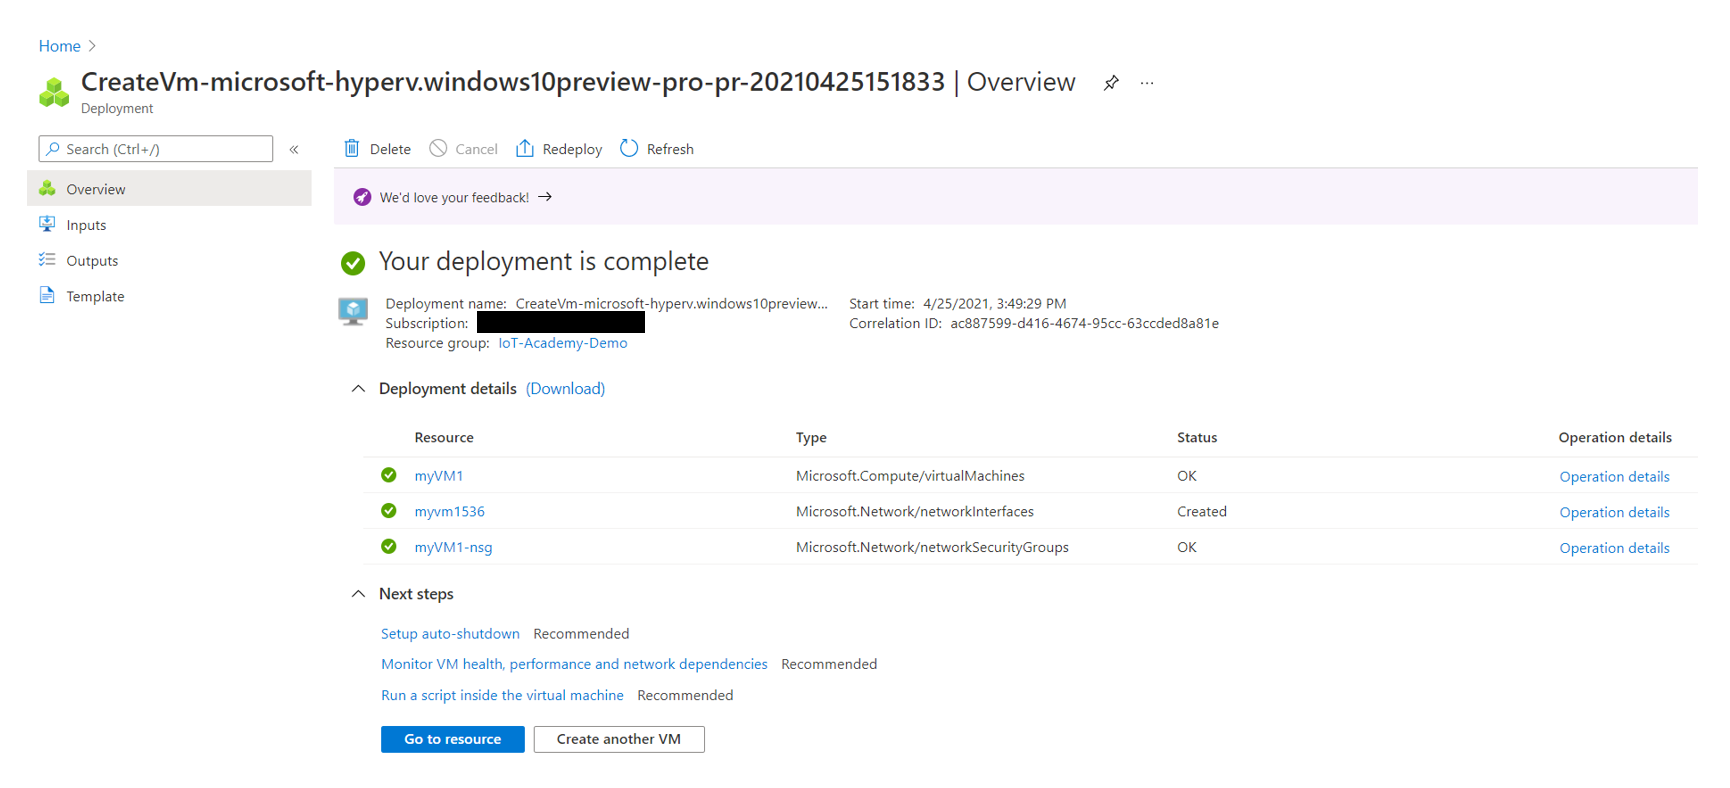 Home
CreateVm-microsoft-hyperv.windows10preview-pro-pr-20210425151833 | Overview
Deployment
Search (Ctrl+/)
Delete Cancel Redeploy Refresh
Overview
Inputs
Outputs
Template
We'd love your feedback! →
Your deployment is complete
Deployment name: CreateVm-microsoft-hyperv.windows10preview...
Subscription:
Resource group: IoT-Academy-Demo
Start time: 4/25/2021, 3:49:29 PM
Correlation ID: ac887599-d416-4674-95cc-63ccded8a81e
Deployment details (Download)
Resource Type Status Operation details
myVM1 Microsoft.Compute/virtualMachines OK Operation details
myvm1536 Microsoft.Network/networkInterfaces Created Operation details
myVM1-nsg Microsoft.Network/networkSecurityGroups OK Operation details
Next steps
Setup auto-shutdown Recommended
Monitor VM health, performance and network dependencies Recommended
Run a script inside the virtual machine Recommended
Go to resource Create another VM